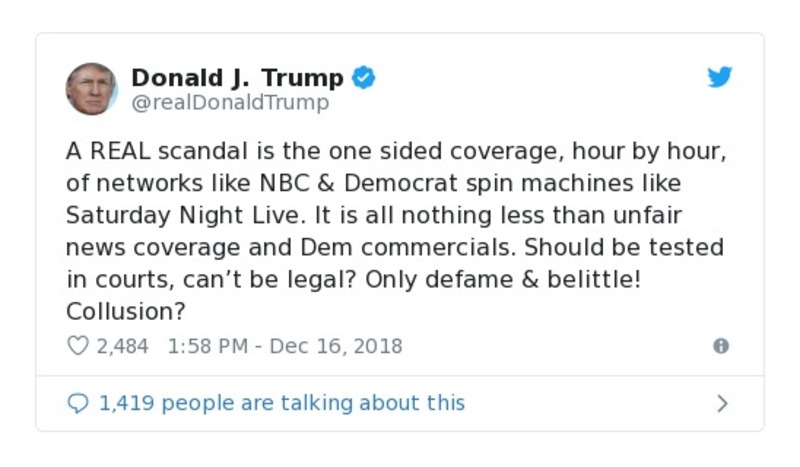 Donald J. Trump
@realDonaldTrump
A REAL scandal is the one sided coverage, hour by hour,
of networks like NBC & Democrat spin machines like
Saturday Night Live. It is all nothing less than unfair
news coverage and Dem commercials. Should be tested
in courts, can’t be legal? Only defame & belittle!
Collusion?
2,484 1:58 PM - Dec 16, 2018
1,419 people are talking about this